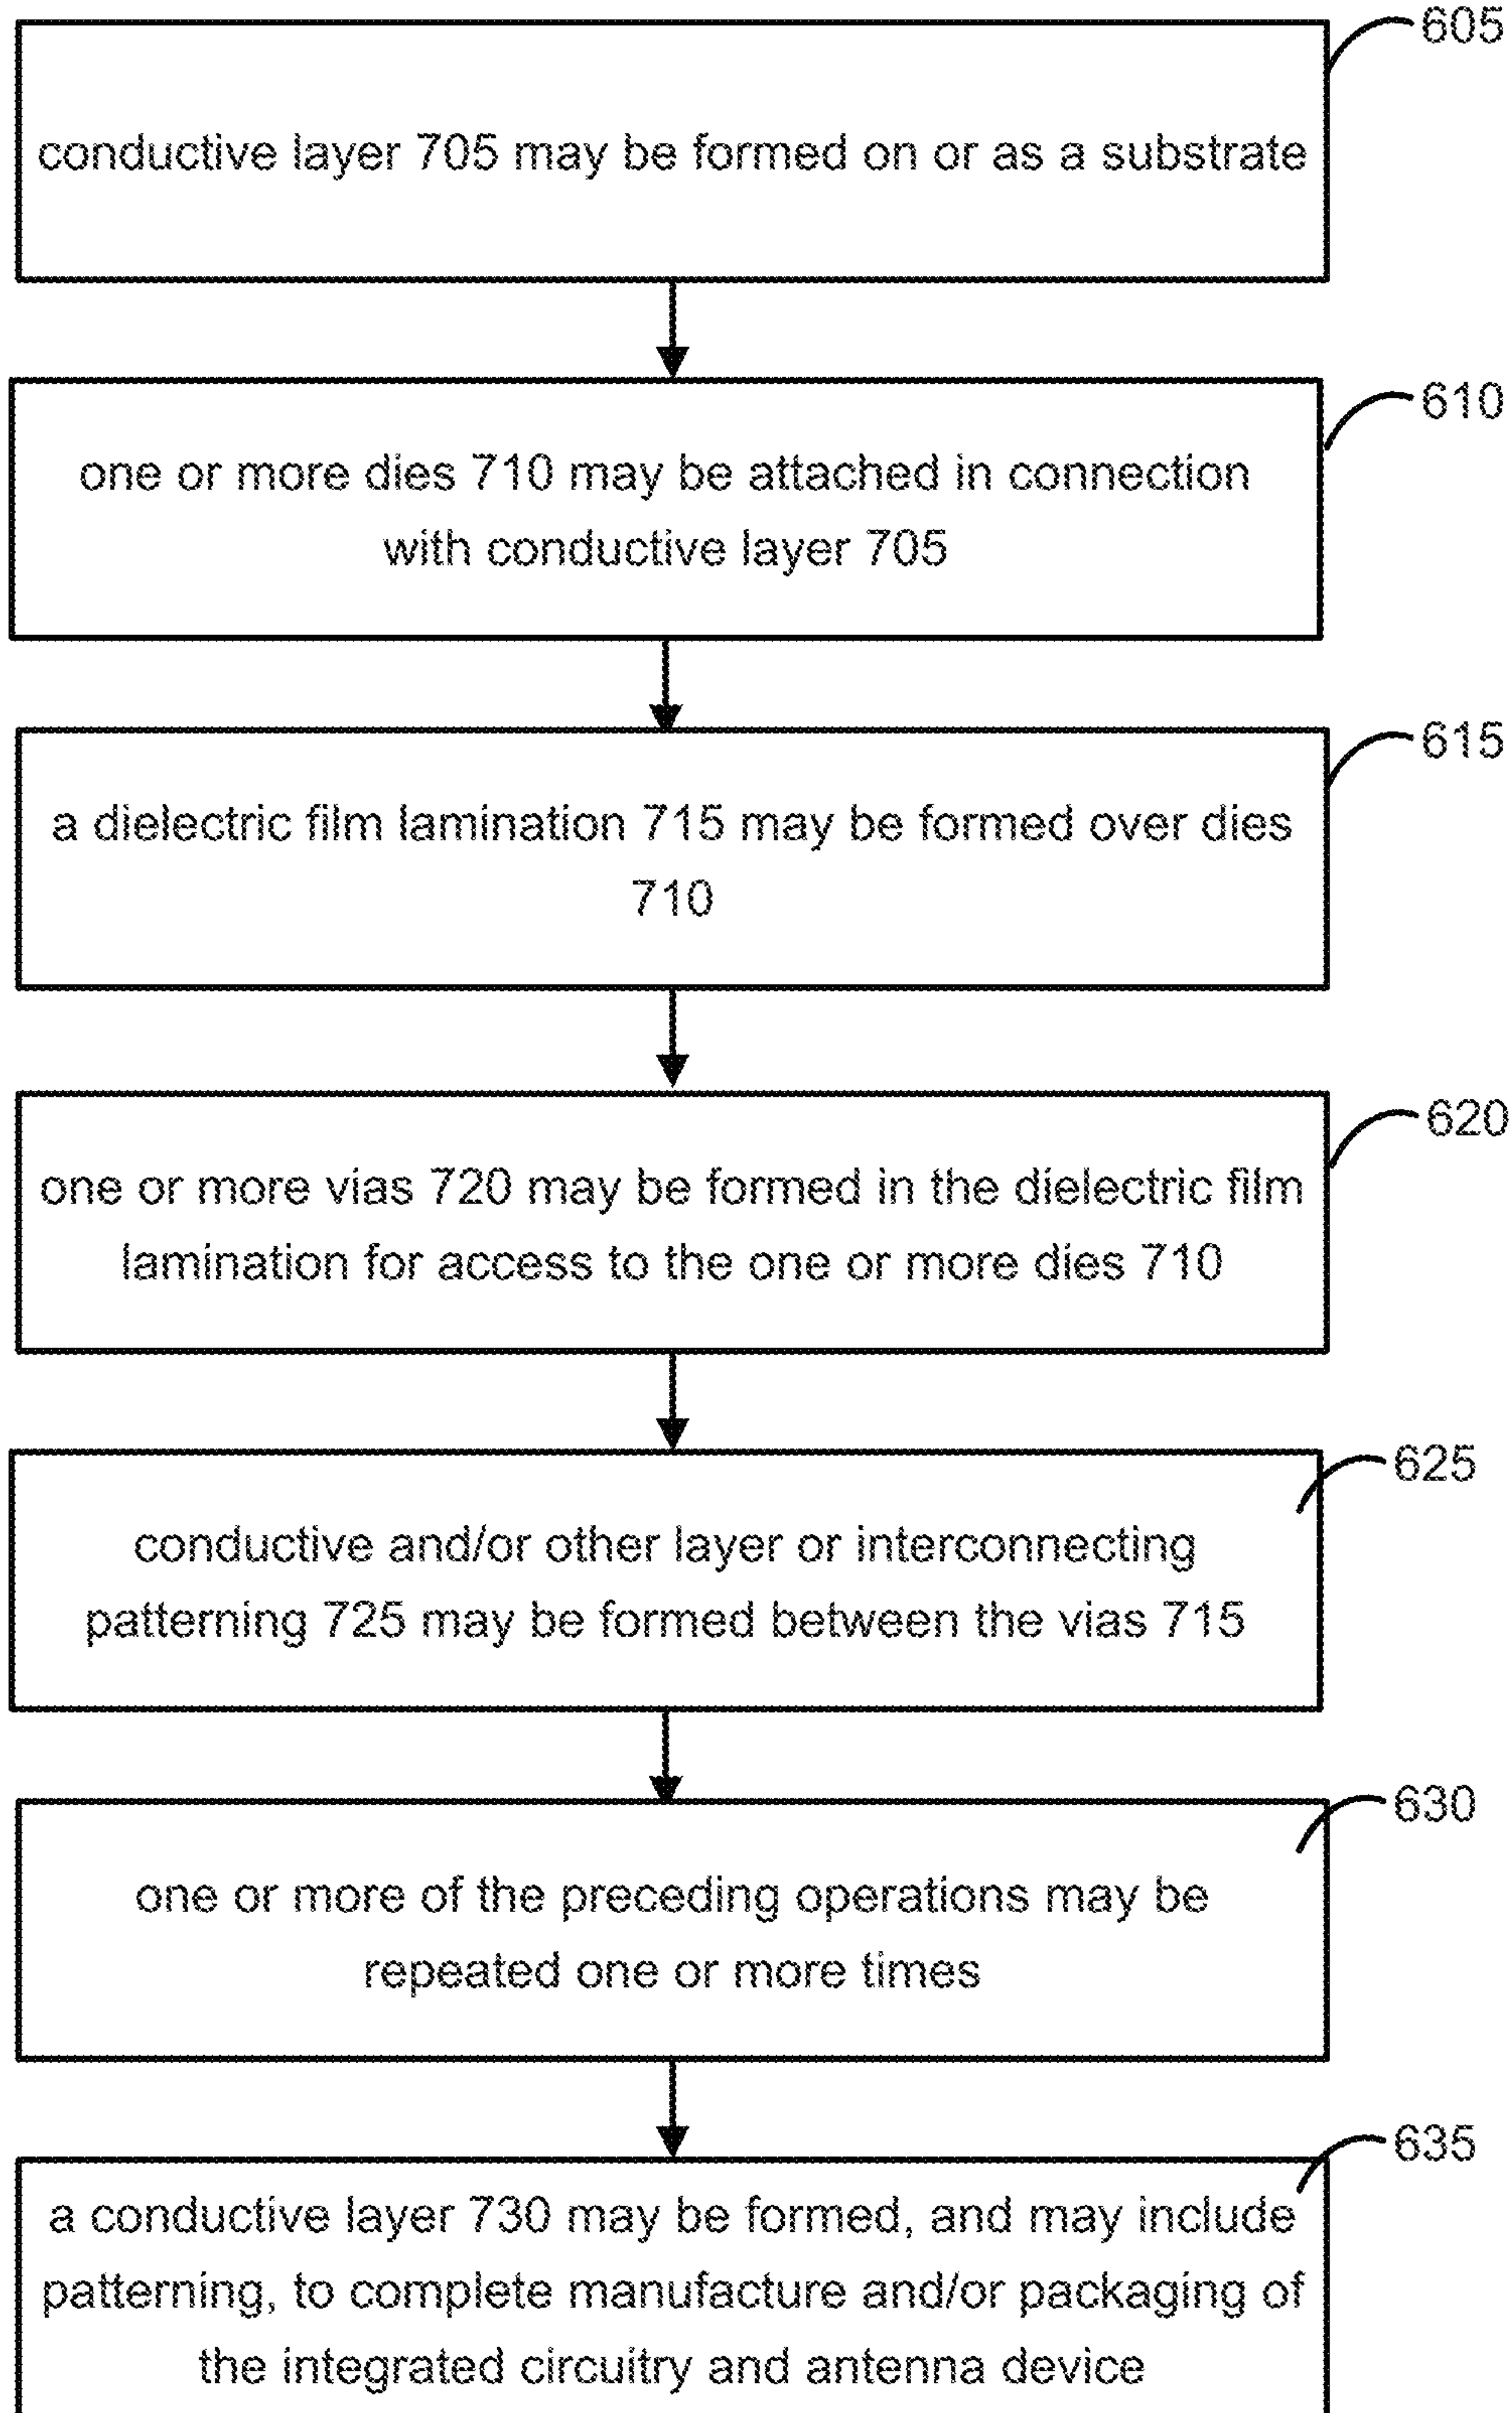 605
conductive layer 705 may be formed on or as a substrate
610
one or more dies 710 may be attached in connection
with conductive layer 705
615
a dielectric film lamination 715 may be formed over dies
710
620
one or more vias 720 may be formed in the dielectric film
lamination for access to the one or more dies 710
625
conductive and/or other layer or interconnecting
patterning 725 may be formed between the vias 715
630
one or more of the preceding operations may be
repeated one or more times
635
a conductive layer 730 may be formed, and may include
patterning, to complete manufacture and/or packaging of
the integrated circuitry and antenna device